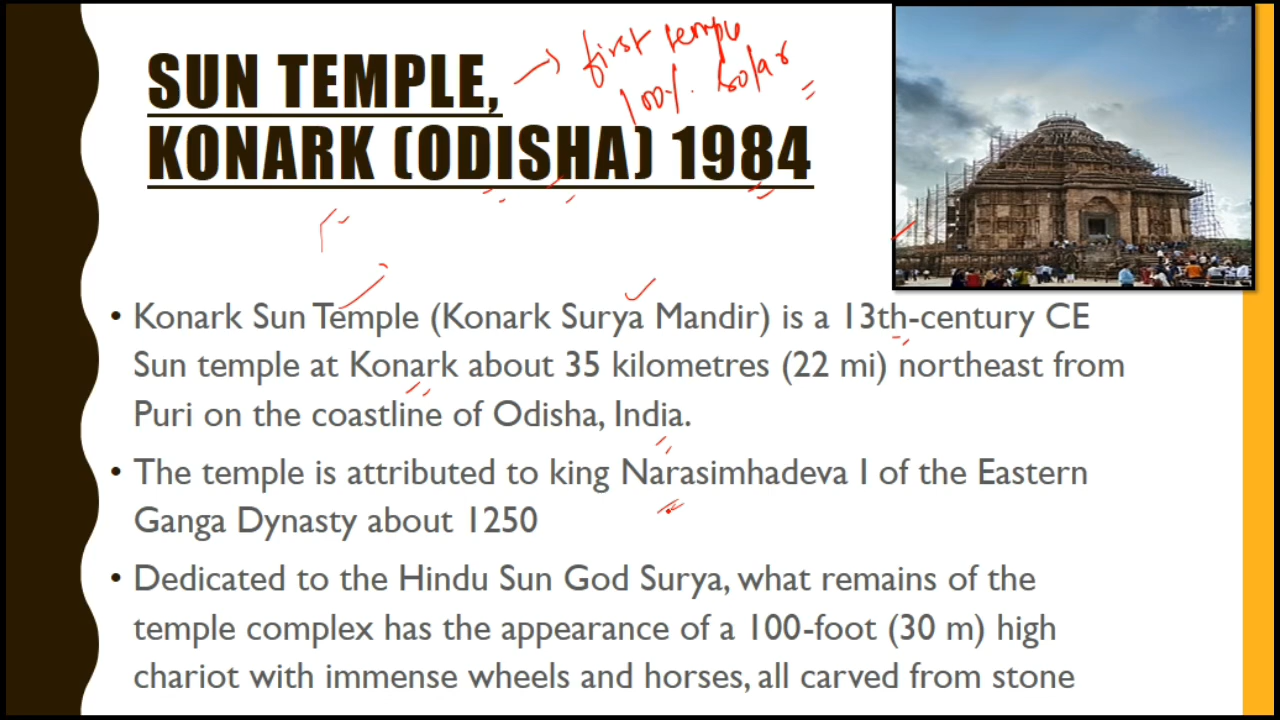 SUN TEMPLE,
KONARK (ODISHA) 1984
→ first temple
100% solar
• Konark Sun Temple (Konark Surya Mandir) is a 13th-century CE
Sun temple at Konark about 35 kilometres (22 mi) northeast from
Puri on the coastline of Odisha, India.
• The temple is attributed to king Narasimhadeva I of the Eastern
Ganga Dynasty about 1250
• Dedicated to the Hindu Sun God Surya, what remains of the
temple complex has the appearance of a 100-foot (30 m) high
chariot with immense wheels and horses, all carved from stone